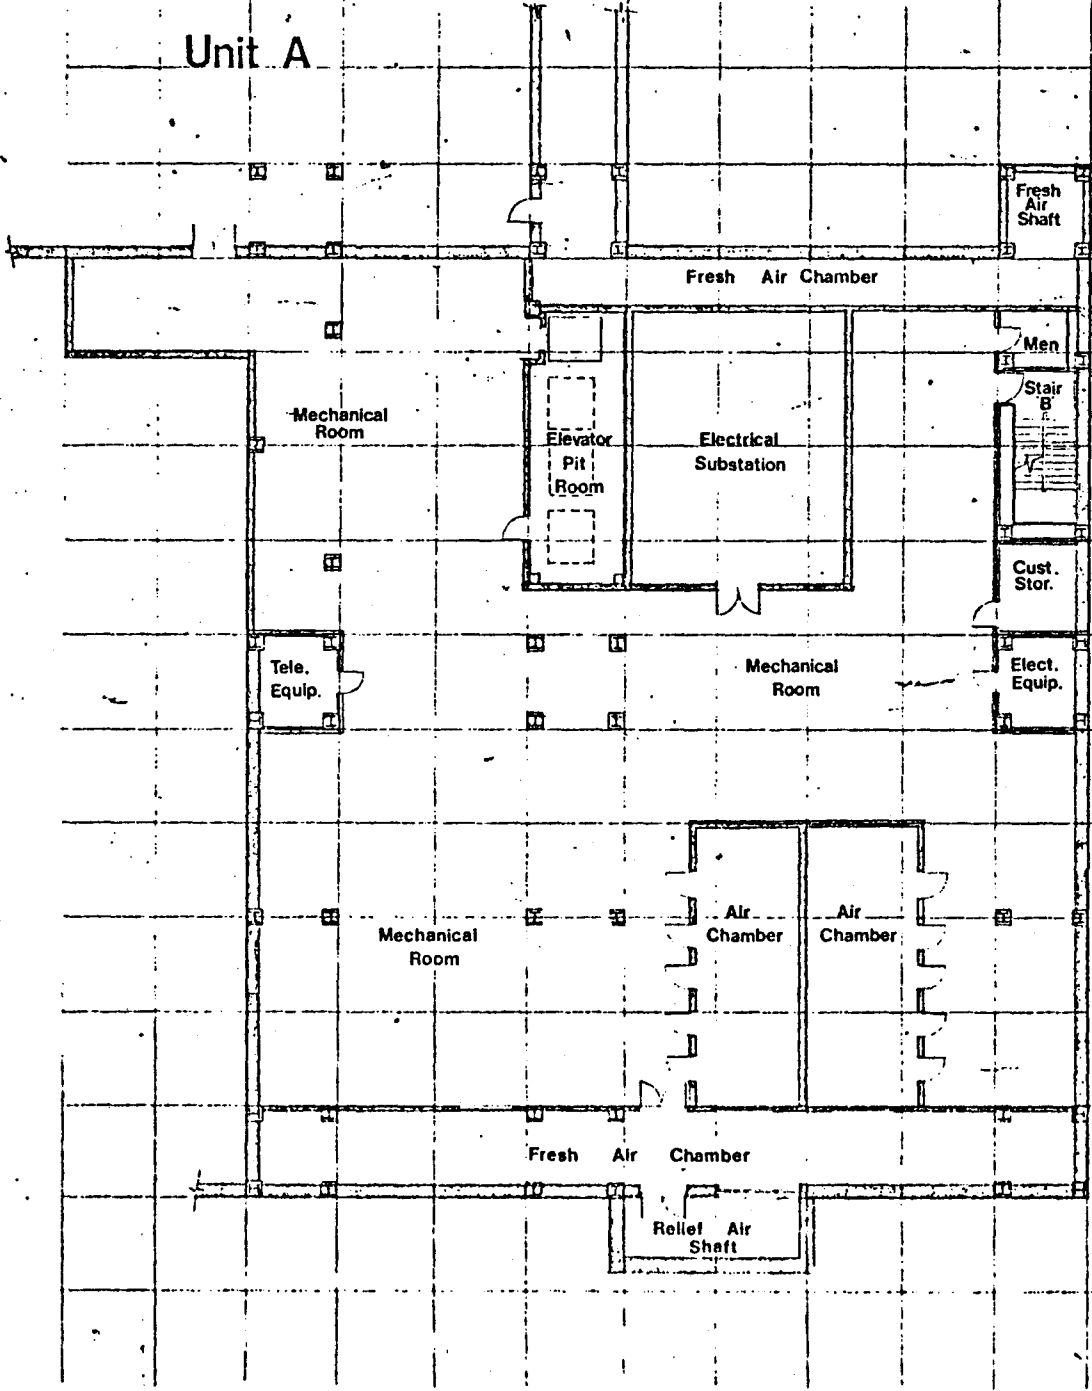 Unit A
Fresh
Air
Shaft
Fresh Air Chamber
Men
Stair
B
Mechanical
Room
Elevator
Pit
Room
Electrical
Substation
Cust.
Stor.
Tele.
Equip.
Mechanical
Room
Elect.
Equip.
Air
Chamber
Air
Chamber
Mechanical
Room
Fresh Air Chamber
Relief Air
Shaft